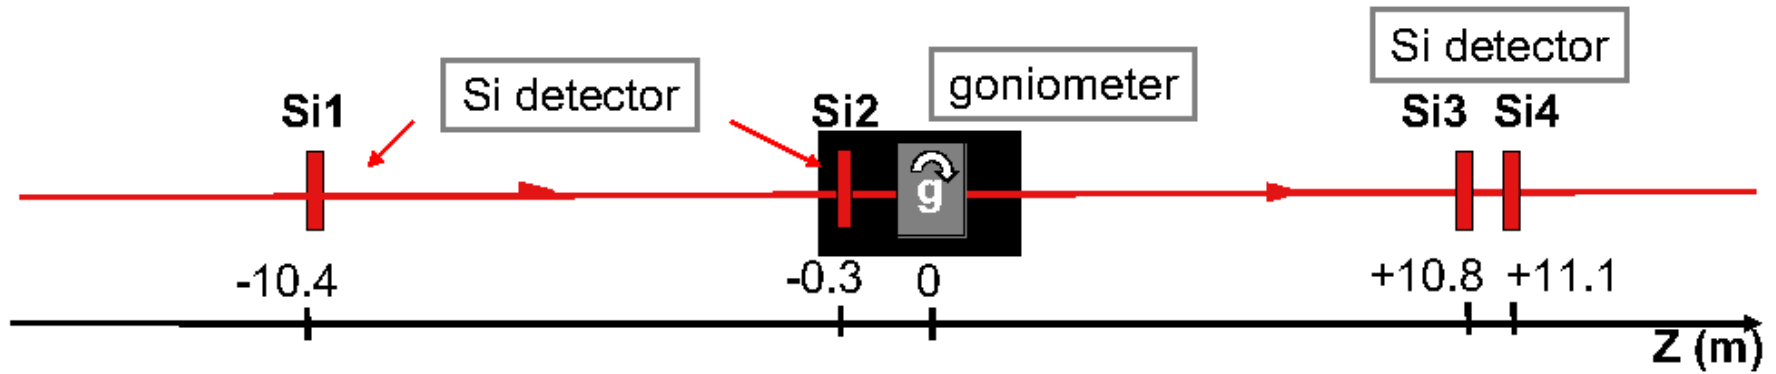 Si detector
Si detector
goniometer
Si1
Si2
Si3 Si4
g
-10.4
-0.3
0
+10.8
+11.1
Z (m)